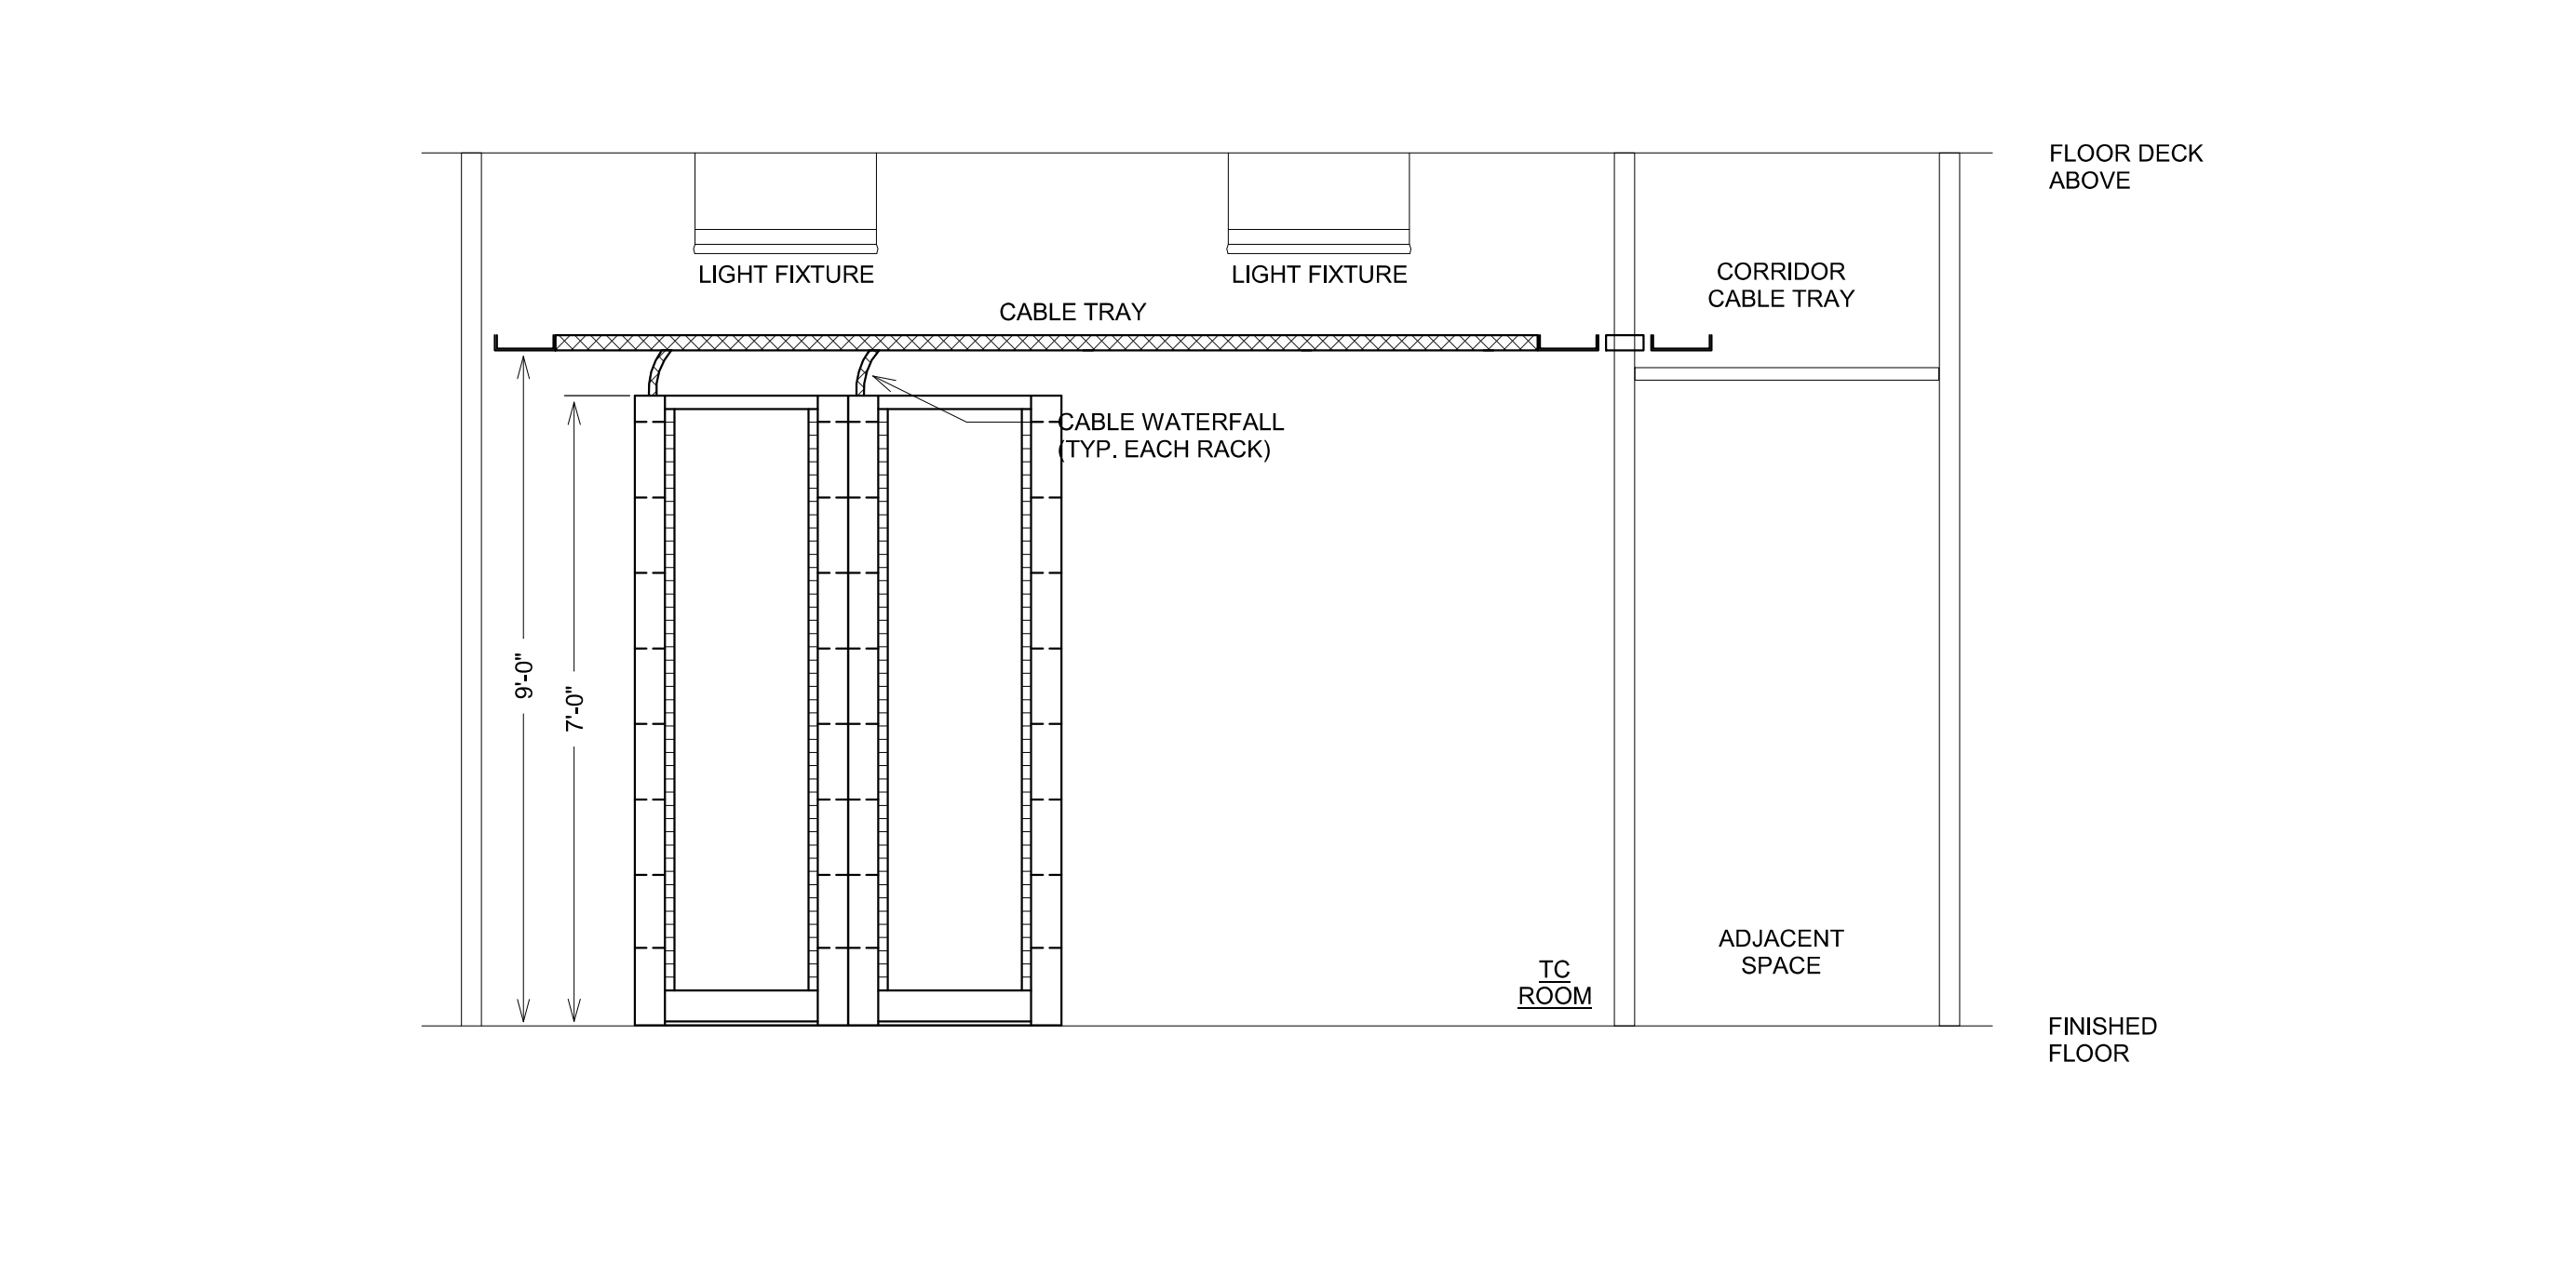 FLOOR DECK
ABOVE
LIGHT FIXTURE
LIGHT FIXTURE
CORRIDOR
CABLE TRAY
CABLE TRAY
CABLE WATERFALL
(TYP. EACH RACK)
9'-0"
7'-0"
ADJACENT
SPACE
TC
ROOM
FINISHED
FLOOR